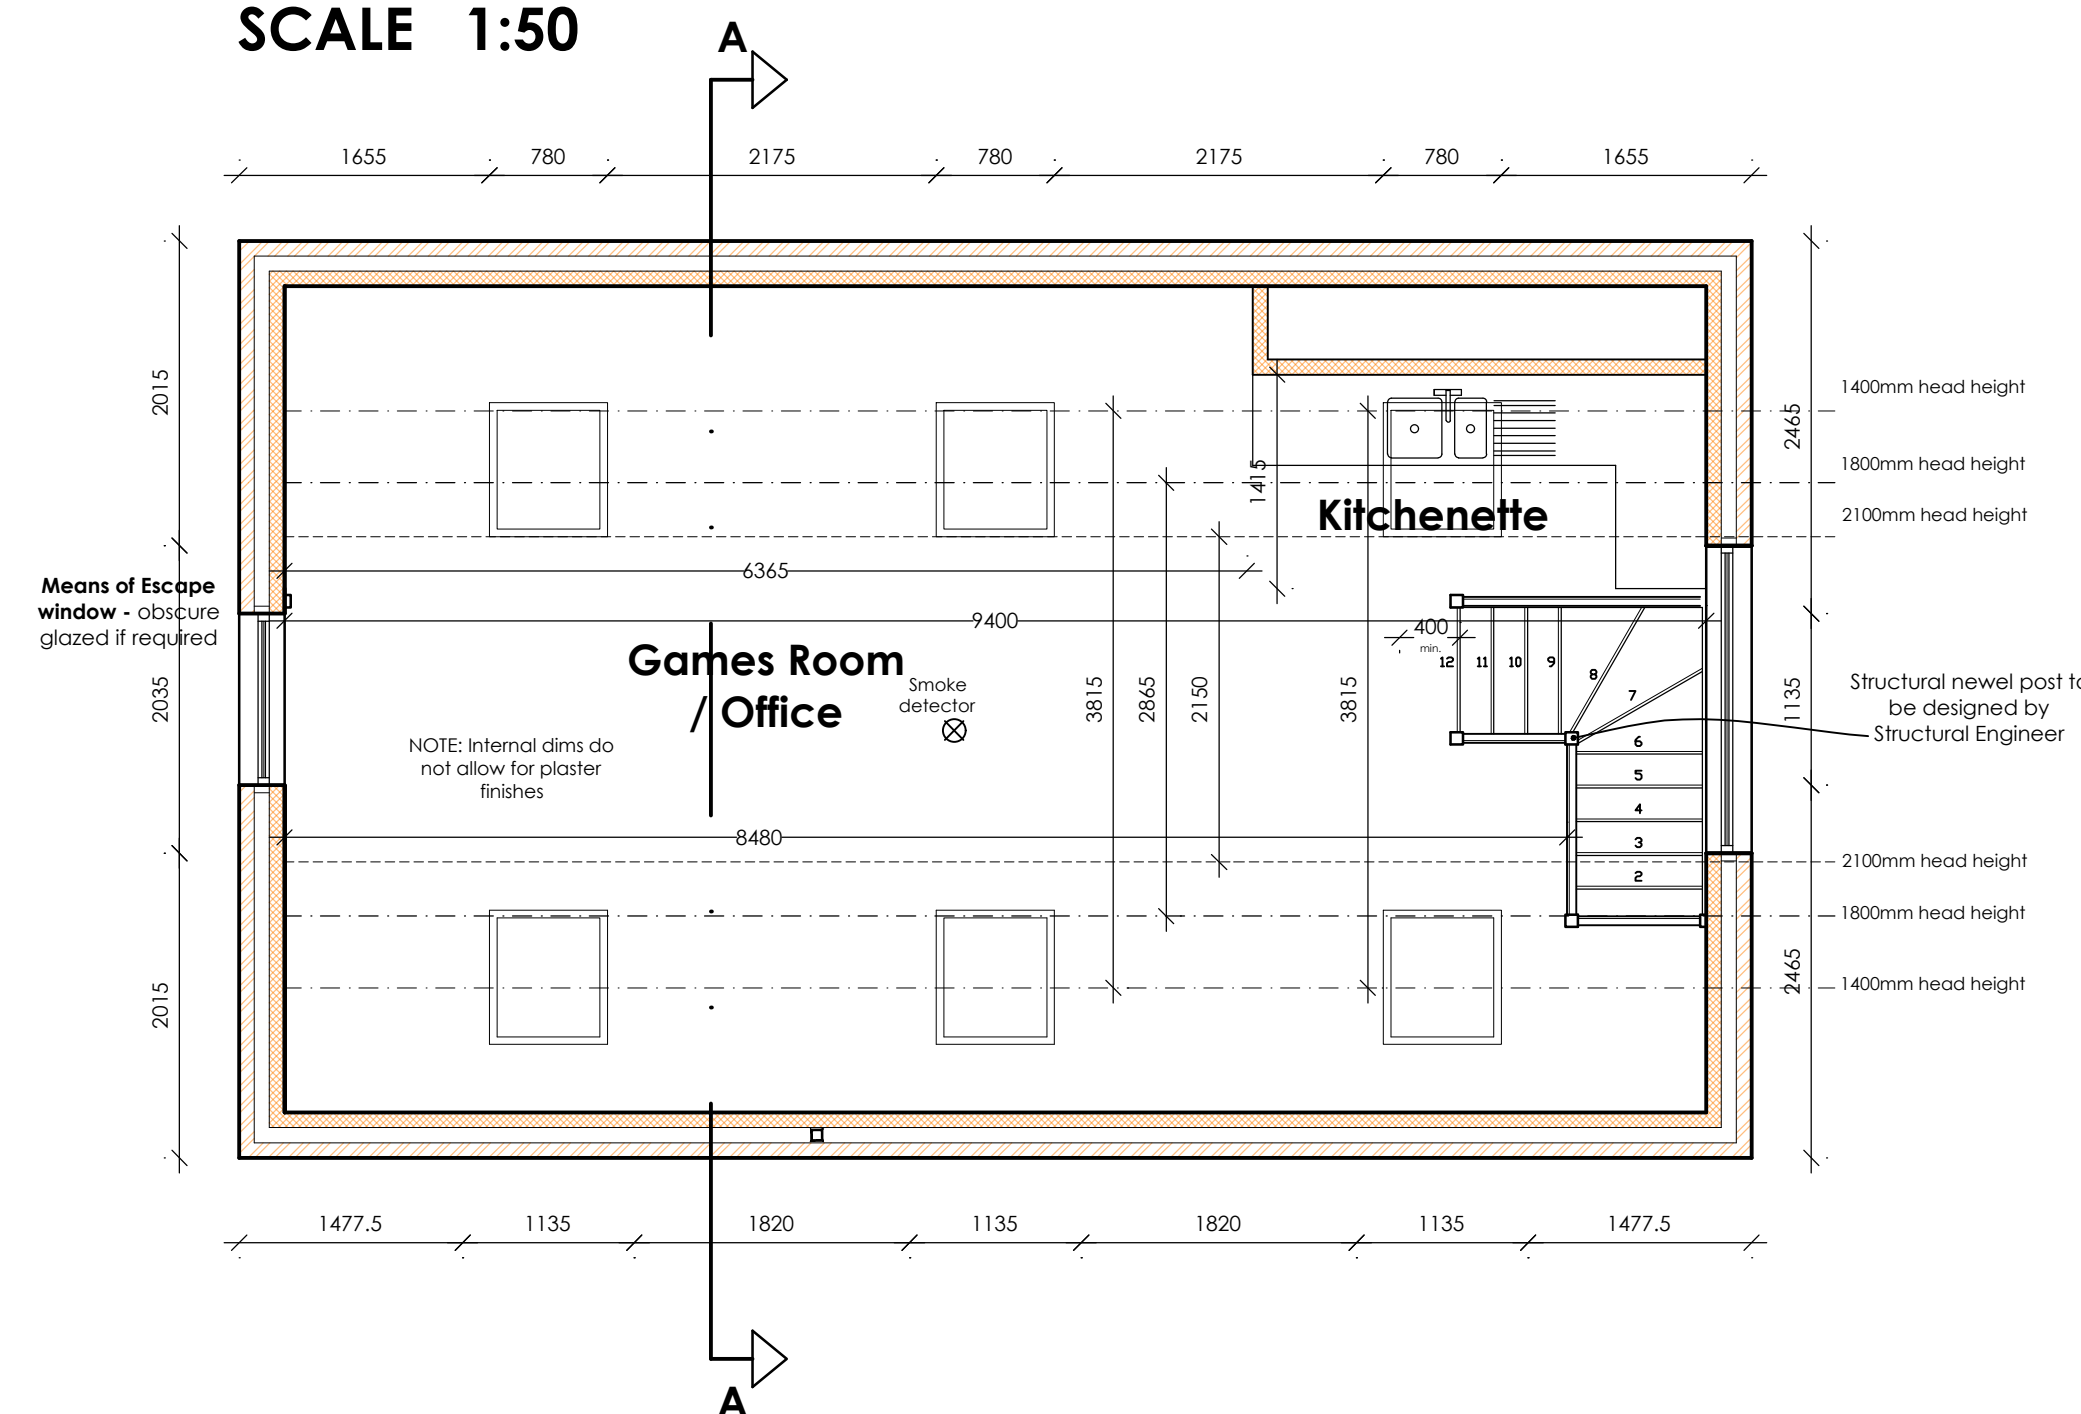 SCALE 1:50
A
1655 780 2175 780 2175 780 1655
2015
2035
2015
Means of Escape
window - obscure
glazed if required
6365
9400
Games Room
/ Office
Smoke
detector
NOTE: Internal dims do
not allow for plaster
finishes
8480
3815
2865
2150
3815
1415
Kitchenette
400
min.
12 11 10 9
8
7
6
5
4
3
2
2465
1135
2465
1400mm head height
1800mm head height
2100mm head height
Structural newel post to
be designed by
Structural Engineer
2100mm head height
1800mm head height
1400mm head height
1477.5 1135 1820 1135 1820 1135 1477.5
A